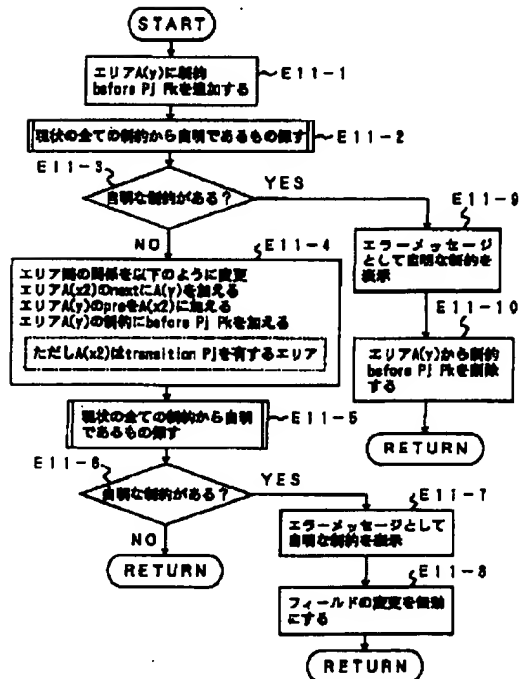 START
エリアA(y)に制約
before Pj Pkを追加する
E11-1
現状の全ての制約から自明であるもの探す
E11-2
E11-3
自明な制約がある?
YES
NO
E11-4
エリア間の関係を以下のように変更
エリアA(x2)のnextにA(y)を加える
エリアA(y)のpreをA(x2)に加える
エリアA(y)の制約にbefore Pj Pkを加える
ただしA(x2)はtransition Pjを有するエリア
現状の全ての制約から自明
であるもの探す
E11-5
E11-6
自明な制約がある?
YES
NO
RETURN
E11-9
エラーメッセージ
として自明な制約を
表示
E11-10
エリアA(y)から制約
before Pj Pkを削除
する
RETURN
E11-7
エラーメッセージとして
自明な制約を表示
E11-8
フィールドの変更を無効
にする
RETURN